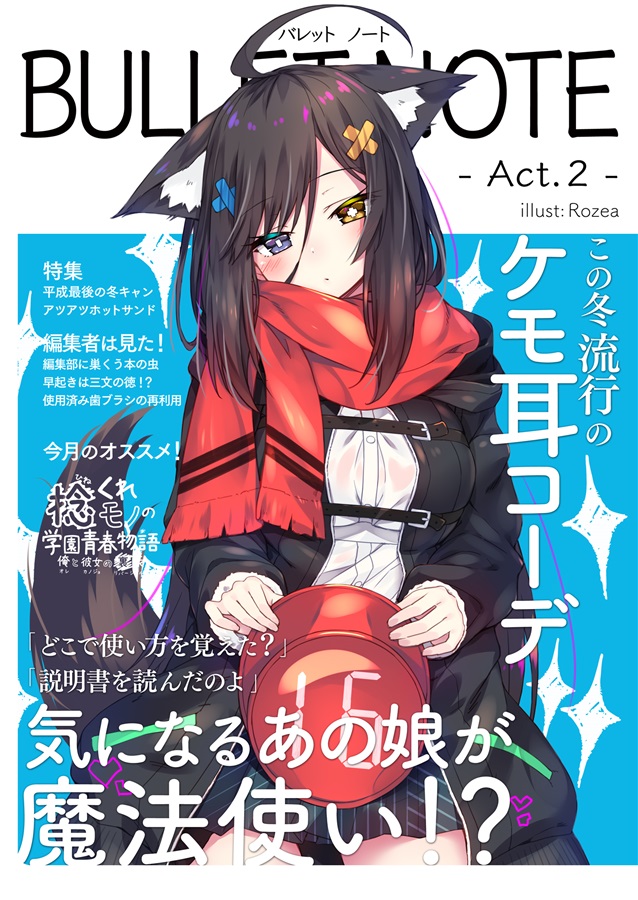 バレット ノート
BULLET NOTE
- Act.2 -
illust:Rozea
この冬流行の
ケモ耳コーデ
特集
平成最後の冬キャン
アツアツホットサンド
編集者は見た!
編集部に巣くう本の虫
早起きは三文の徳!?
使用済み歯ブラシの再利用
今月のオススメ!
捻くれモノの
学園青春物語
俺と彼女の
「どこで使い方を覚えた?」
「説明書を読んだのよ」
15
気になるあの娘が
魔法使い!?